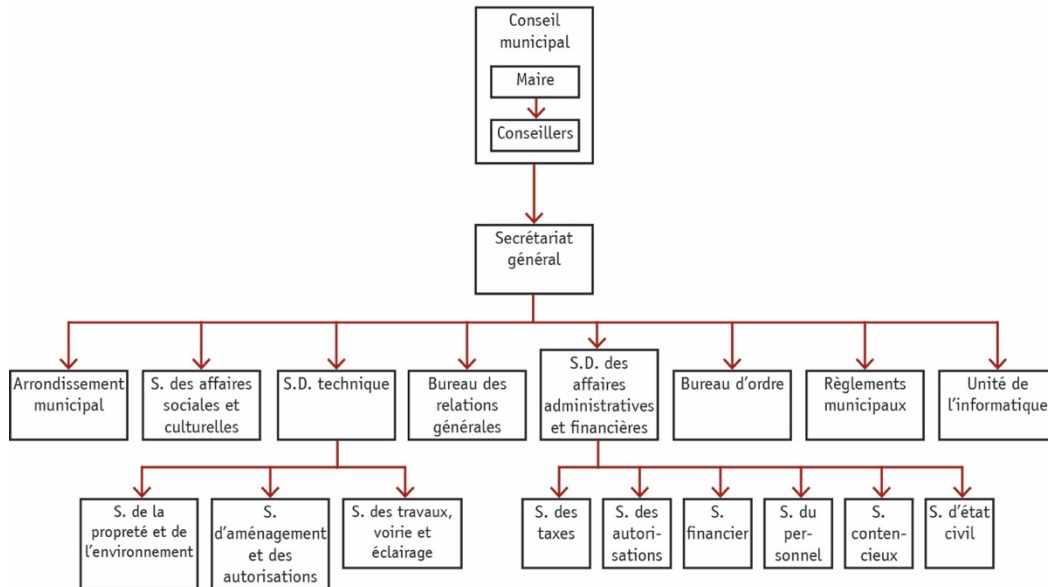 Conseil
municipal
Maire
Conseillers
Secrétariat
général
Arrondissement
municipal
S. des affaires
sociales et
culturelles
S.D. technique
Bureau des
relations
générales
S.D. des
affaires
administratives
et financières
Bureau d'ordre
Règlements
municipaux
Unité de
l'informatique
S. de la
propreté et de
l'environnement
S.
d'aménagement
et des
autorisations
S. des travaux,
voirie et
éclairage
S. des
taxes
S. des
autori-
sations
S.
financier
S. du
per-
sonnel
S.
conten-
cieux
S. d'état
civil